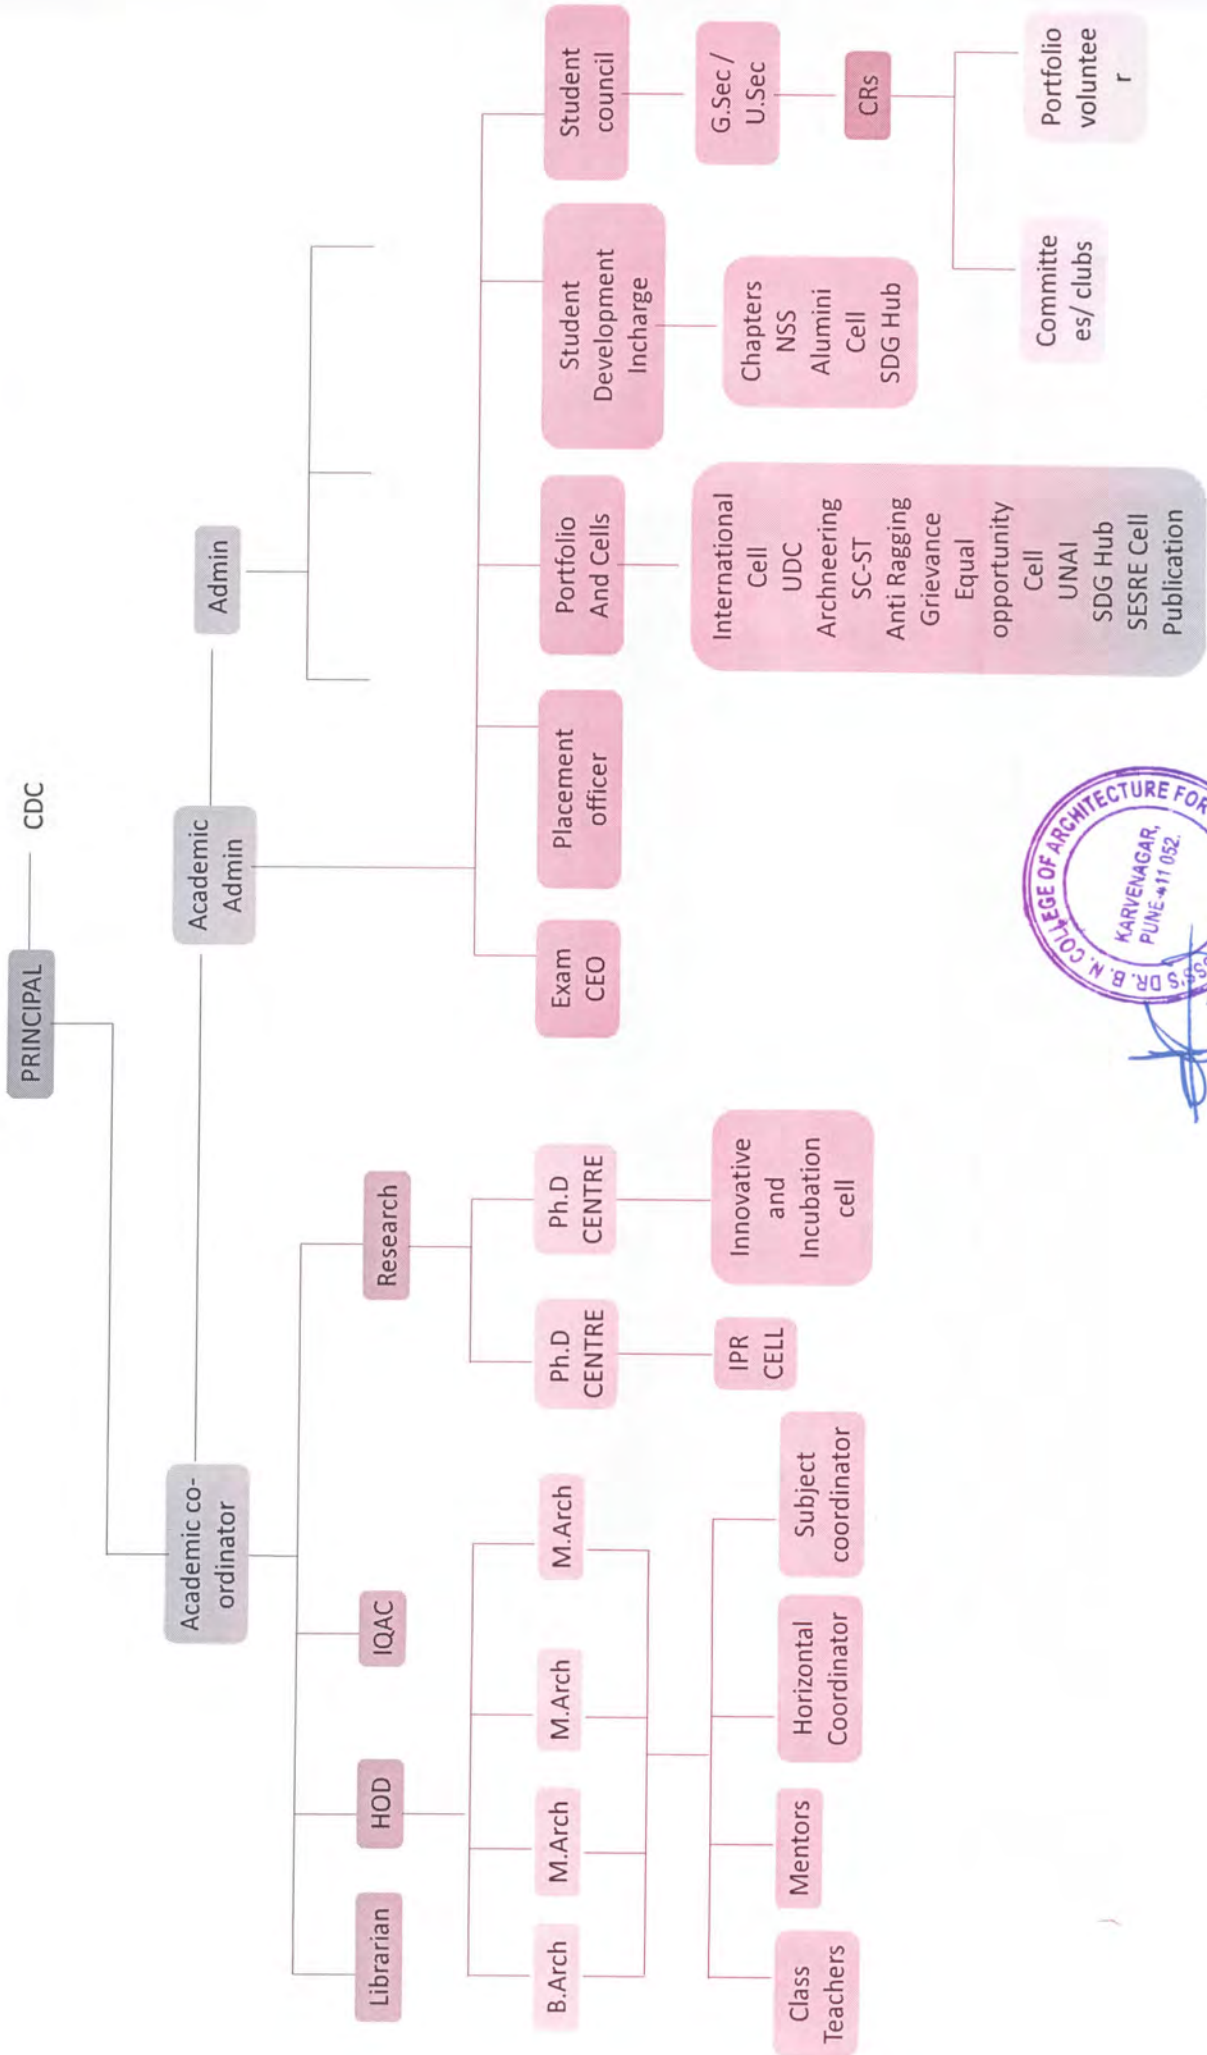 PRINCIPAL
CDC
Academic co-
ordinator
Academic
Admin
Admin
Librarian
HOD
IQAC
Research
B.Arch
M.Arch
M.Arch
M.Arch
Ph.D
CENTRE
Ph.D
CENTRE
Exam
CEO
Placement
officer
Portfolio
And Cells
Student
Development
Incharge
Student
council
Class
Teachers
Mentors
Horizontal
Coordinator
Subject
coordinator
IPR
CELL
Innovative
and
Incubation
cell
International
Cell
UDC
Archneering
SC-ST
Anti Ragging
Grievance
Equal
opportunity
Cell
UNAI
SDG Hub
SESRE Cell
Publication
Chapters
NSS
Alumini
Cell
SDG Hub
G.Sec /
U.Sec
CRs
Committe
es/ clubs
Portfolio
voluntee
r
SS'S DR. B. N. COLLEGE OF ARCHITECTURE FOR
KARVENAGAR,
PUNE-411 052.